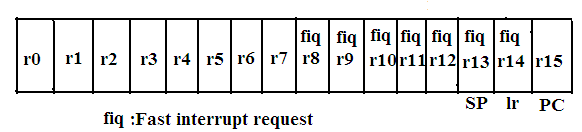 fiq fiq fiq fiq fiq fiq fiq
r0 r1 r2 r3 r4 r5 r6 r7 r8 r9 r10 r11 r12 r13 r14 r15
SP lr PC
fiq :Fast interrupt request